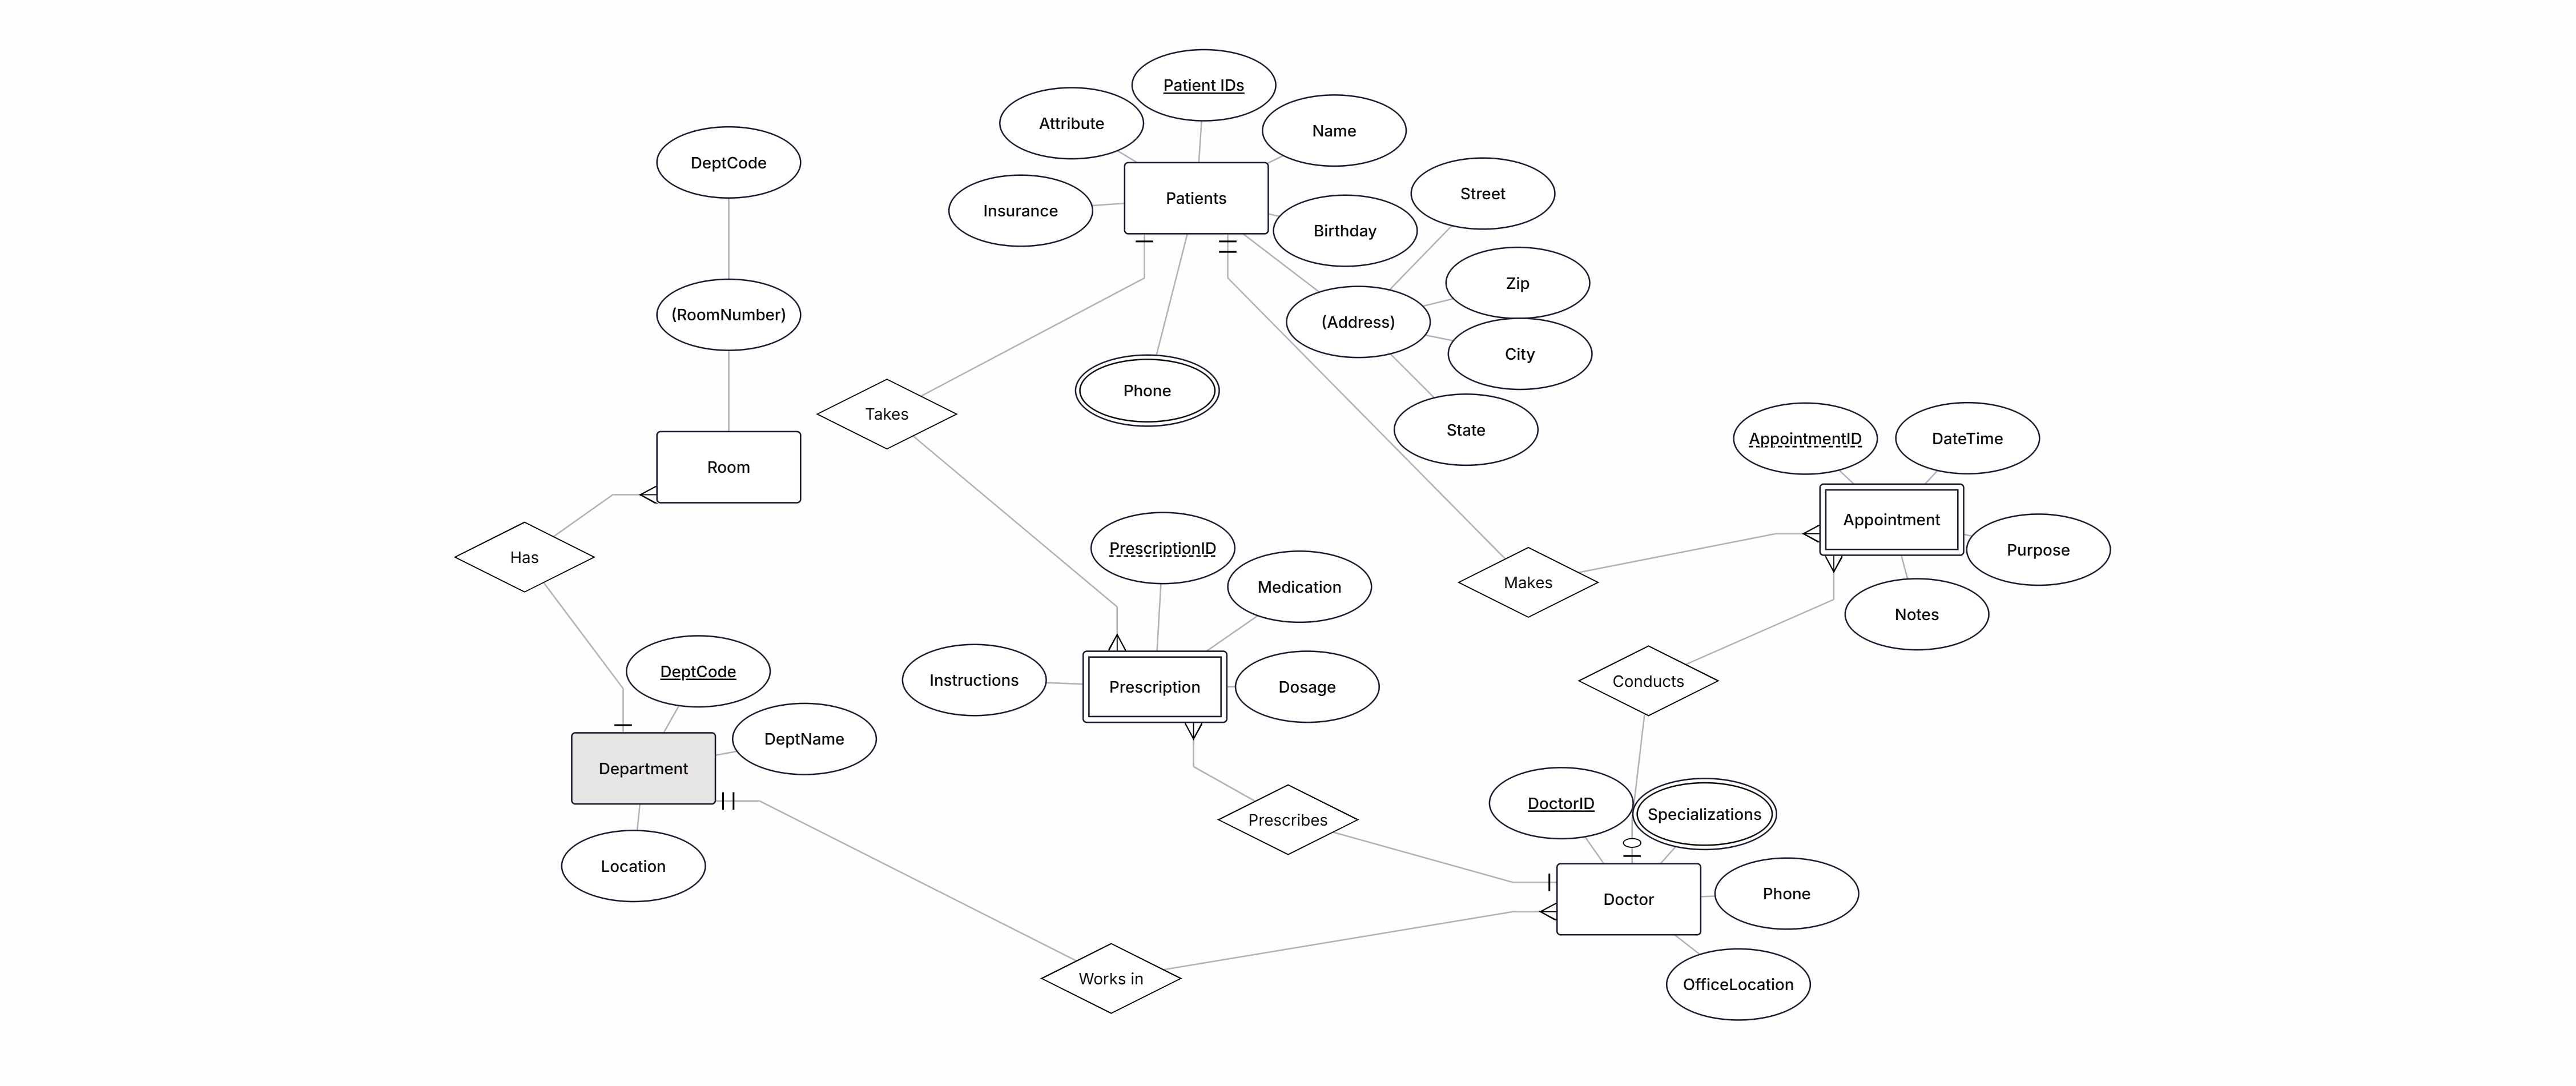 Patient IDs
Attribute
Name
DeptCode
Street
Patients
Insurance
Birthday
Zip
(RoomNumber)
(Address)
City
Phone
Takes
State
AppointmentID
DateTime
Room
Appointment
PrescriptionID
Purpose
Has
Makes
Medication
Notes
DeptCode
Instructions
Prescription
Dosage
Conducts
DeptName
Department
DoctorID
Specializations
Prescribes
Location
Doctor
Phone
Works in
OfficeLocation